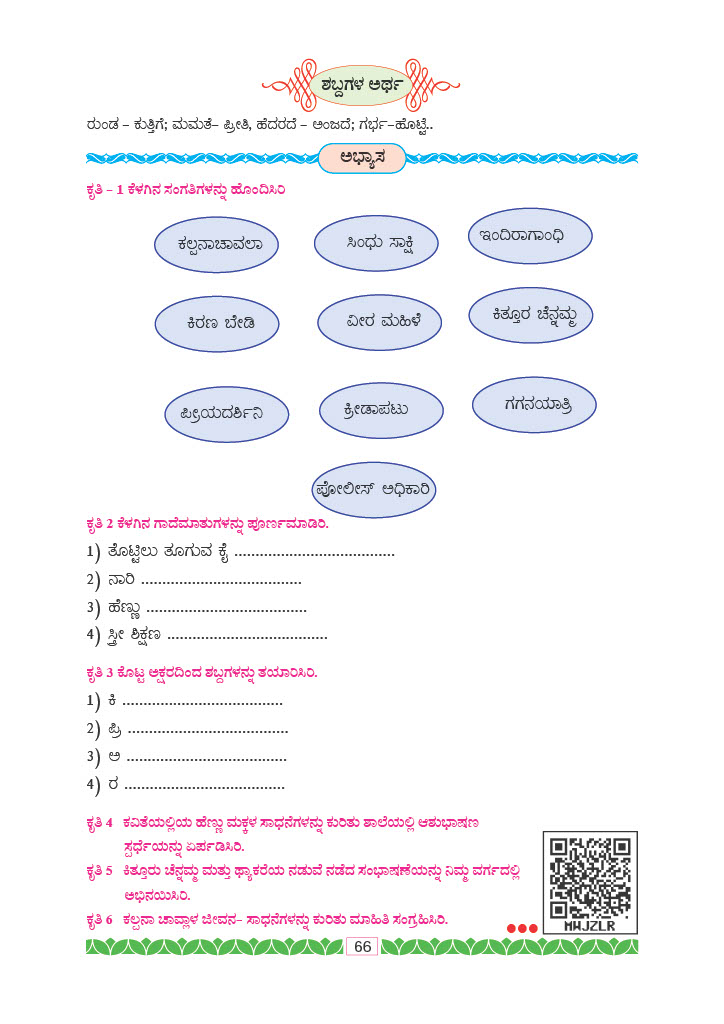 ಶಬ್ದಗಳ ಅರ್ಥ
ರುಂಡ – ಕುತ್ತಿಗೆ; ಮಮತೆ– ಪ್ರೀತಿ, ಹೆದರದೆ – ಅಂಜದೆ; ಗರ್ಭ–ಹೊಟ್ಟೆ..
ಅಭ್ಯಾಸ
ಕೃತಿ – 1 ಕೆಳಗಿನ ಸಂಗತಿಗಳನ್ನು ಹೊಂದಿಸಿರಿ
ಕಲ್ಪನಾಚಾವಲಾ ಸಿಂಧು ಸಾಕ್ಷಿ ಇಂದಿರಾಗಾಂಧಿ
ಕಿರಣ ಬೇಡಿ ವೀರ ಮಹಿಳೆ ಕಿತ್ತೂರ ಚೆನ್ನಮ್ಮ
ಪ್ರೀಯದರ್ಶಿನಿ ಕ್ರೀಡಾಪಟು ಗಗನಯಾತ್ರಿ
ಪೋಲೀಸ್ ಅಧಿಕಾರಿ
ಕೃತಿ 2 ಕೆಳಗಿನ ಗಾದೆಮಾತುಗಳನ್ನು ಪೂರ್ಣಮಾಡಿರಿ.
1) ತೊಟ್ಟಿಲು ತೂಗುವ ಕೈ ......................................
2) ನಾರಿ ......................................
3) ಹೆಣ್ಣು ......................................
4) ಸ್ತ್ರೀ ಶಿಕ್ಷಣ ......................................
ಕೃತಿ 3 ಕೊಟ್ಟ ಅಕ್ಷರದಿಂದ ಶಬ್ದಗಳನ್ನು ತಯಾರಿಸಿರಿ.
1) ಕಿ ......................................
2) ಪ್ರಿ ......................................
3) ಅ ......................................
4) ರ ......................................
ಕೃತಿ 4 ಕವಿತೆಯಲ್ಲಿಯ ಹೆಣ್ಣು ಮಕ್ಕಳ ಸಾಧನೆಗಳನ್ನು ಕುರಿತು ಶಾಲೆಯಲ್ಲಿ ಆಶುಭಾಷಣ
ಸ್ಪರ್ಧೆಯನ್ನು ಏರ್ಪಡಿಸಿರಿ.
ಕೃತಿ 5 ಕಿತ್ತೂರು ಚೆನ್ನಮ್ಮ ಮತ್ತು ಥ್ಯಾಕರೆಯ ನಡುವೆ ನಡೆದ ಸಂಭಾಷಣೆಯನ್ನು ನಿಮ್ಮ ವರ್ಗದಲ್ಲಿ
ಅಭಿನಯಿಸಿರಿ.
ಕೃತಿ 6 ಕಲ್ಪನಾ ಚಾವ್ಲಾಳ ಜೀವನ– ಸಾಧನೆಗಳನ್ನು ಕುರಿತು ಮಾಹಿತಿ ಸಂಗ್ರಹಿಸಿರಿ.
MWJZLR
66